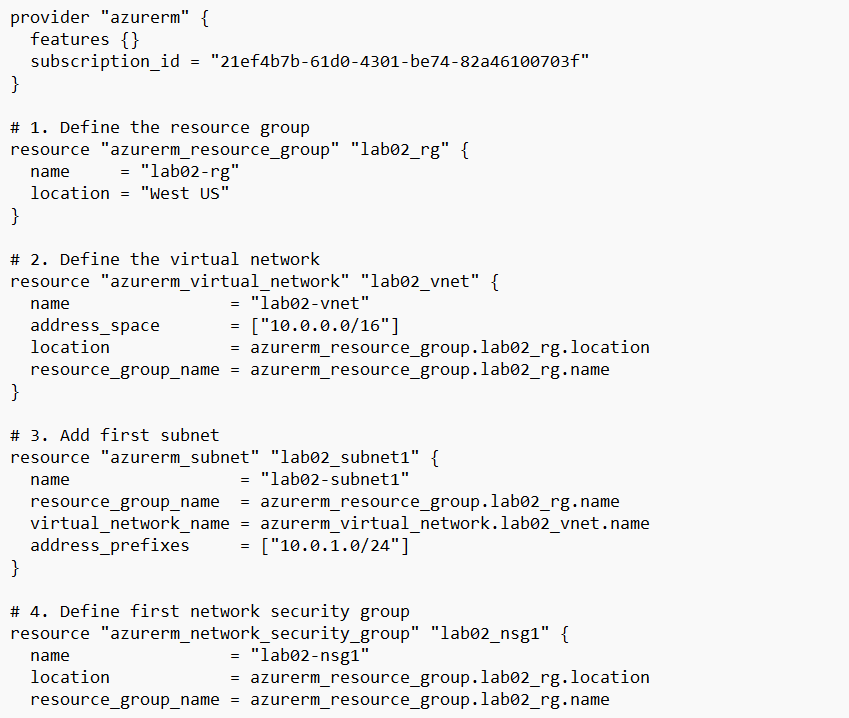 provider "azurerm" {
  features {}
  subscription_id = "21ef4b7b-61d0-4301-be74-82a46100703f"
}

# 1. Define the resource group
resource "azurerm_resource_group" "lab02_rg" {
  name     = "lab02-rg"
  location = "West US"
}

# 2. Define the virtual network
resource "azurerm_virtual_network" "lab02_vnet" {
  name                = "lab02-vnet"
  address_space       = ["10.0.0.0/16"]
  location            = azurerm_resource_group.lab02_rg.location
  resource_group_name = azurerm_resource_group.lab02_rg.name
}

# 3. Add first subnet
resource "azurerm_subnet" "lab02_subnet1" {
  name                 = "lab02-subnet1"
  resource_group_name  = azurerm_resource_group.lab02_rg.name
  virtual_network_name = azurerm_virtual_network.lab02_vnet.name
  address_prefixes     = ["10.0.1.0/24"]
}

# 4. Define first network security group
resource "azurerm_network_security_group" "lab02_nsg1" {
  name                = "lab02-nsg1"
  location            = azurerm_resource_group.lab02_rg.location
  resource_group_name = azurerm_resource_group.lab02_rg.name